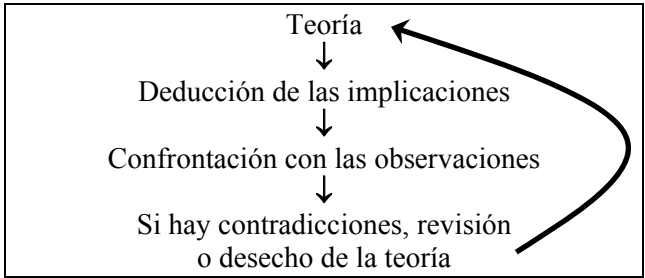 Teoría
Deducción de las implicaciones
Confrontación con las observaciones
Si hay contradicciones, revisión
o desecho de la teoría